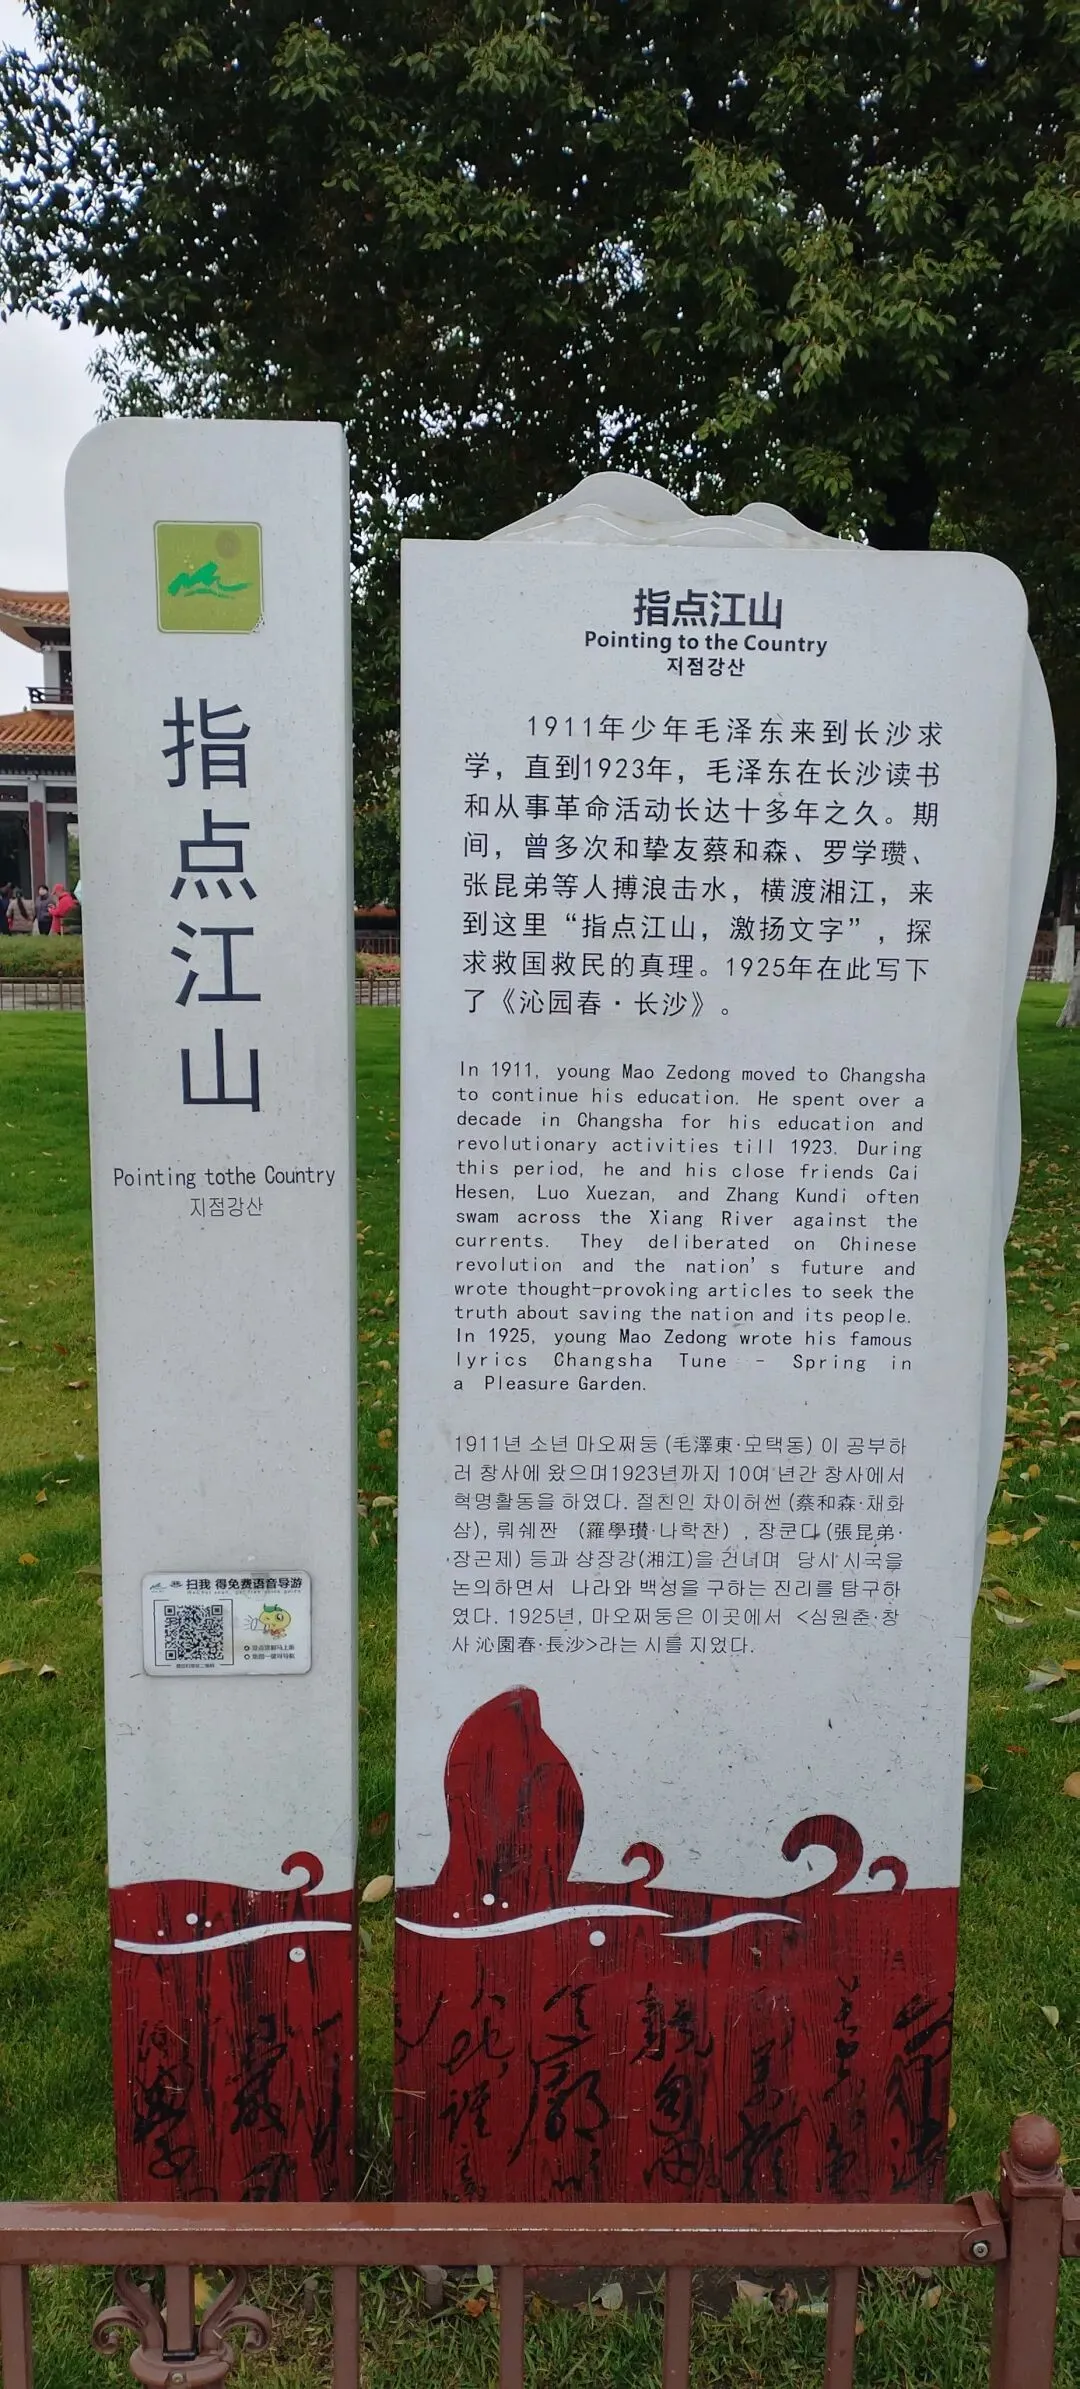 指点江山
Pointing tothe Country
지점강산
扫我 得免费语音导游
指点江山
Pointing to the Country
지점강산
1911年少年毛泽东来到长沙求
学，直到1923年，毛泽东在长沙读书
和从事革命活动长达十多年之久。期
间，曾多次和挚友蔡和森、罗学瓒、
张昆弟等人搏浪击水，横渡湘江，来
到这里“指点江山，激扬文字”，探
求救国救民的真理。1925年在此写下
了《沁园春·长沙》。
In 1911, young Mao Zedong moved to Changsha
to continue his education. He spent over a
decade in Changsha for his education and
revolutionary activities till 1923. During
this period, he and his close friends Cai
Hesen, Luo Xuezan, and Zhang Kundi often
swam across the Xiang River against the
currents. They deliberated on Chinese
revolution and the nation's future and
wrote thought-provoking articles to seek the
truth about saving the nation and its people.
In 1925, young Mao Zedong wrote his famous
lyrics Changsha Tune - Spring in
a Pleasure Garden.
1911년 소년 마오쩌둥 (毛澤東·모택동) 이 공부하
러 창사에 왔으며1923년까지 10여 년간 창사에서
혁명활동을 하였다. 절친인 차이허썬 (蔡和森·채화
삼), 뤄쉐짠 (羅學瓚·나학찬) , 장쿤디 (張昆弟·
장곤제) 등과 샹장강(湘江)을 건너며 당시 시국을
논의하면서 나라와 백성을 구하는 진리를 탐구하
였다. 1925년, 마오쩌둥은 이곳에서 <심원춘·창
사 沁園春·長沙>라는 시를 지었다.